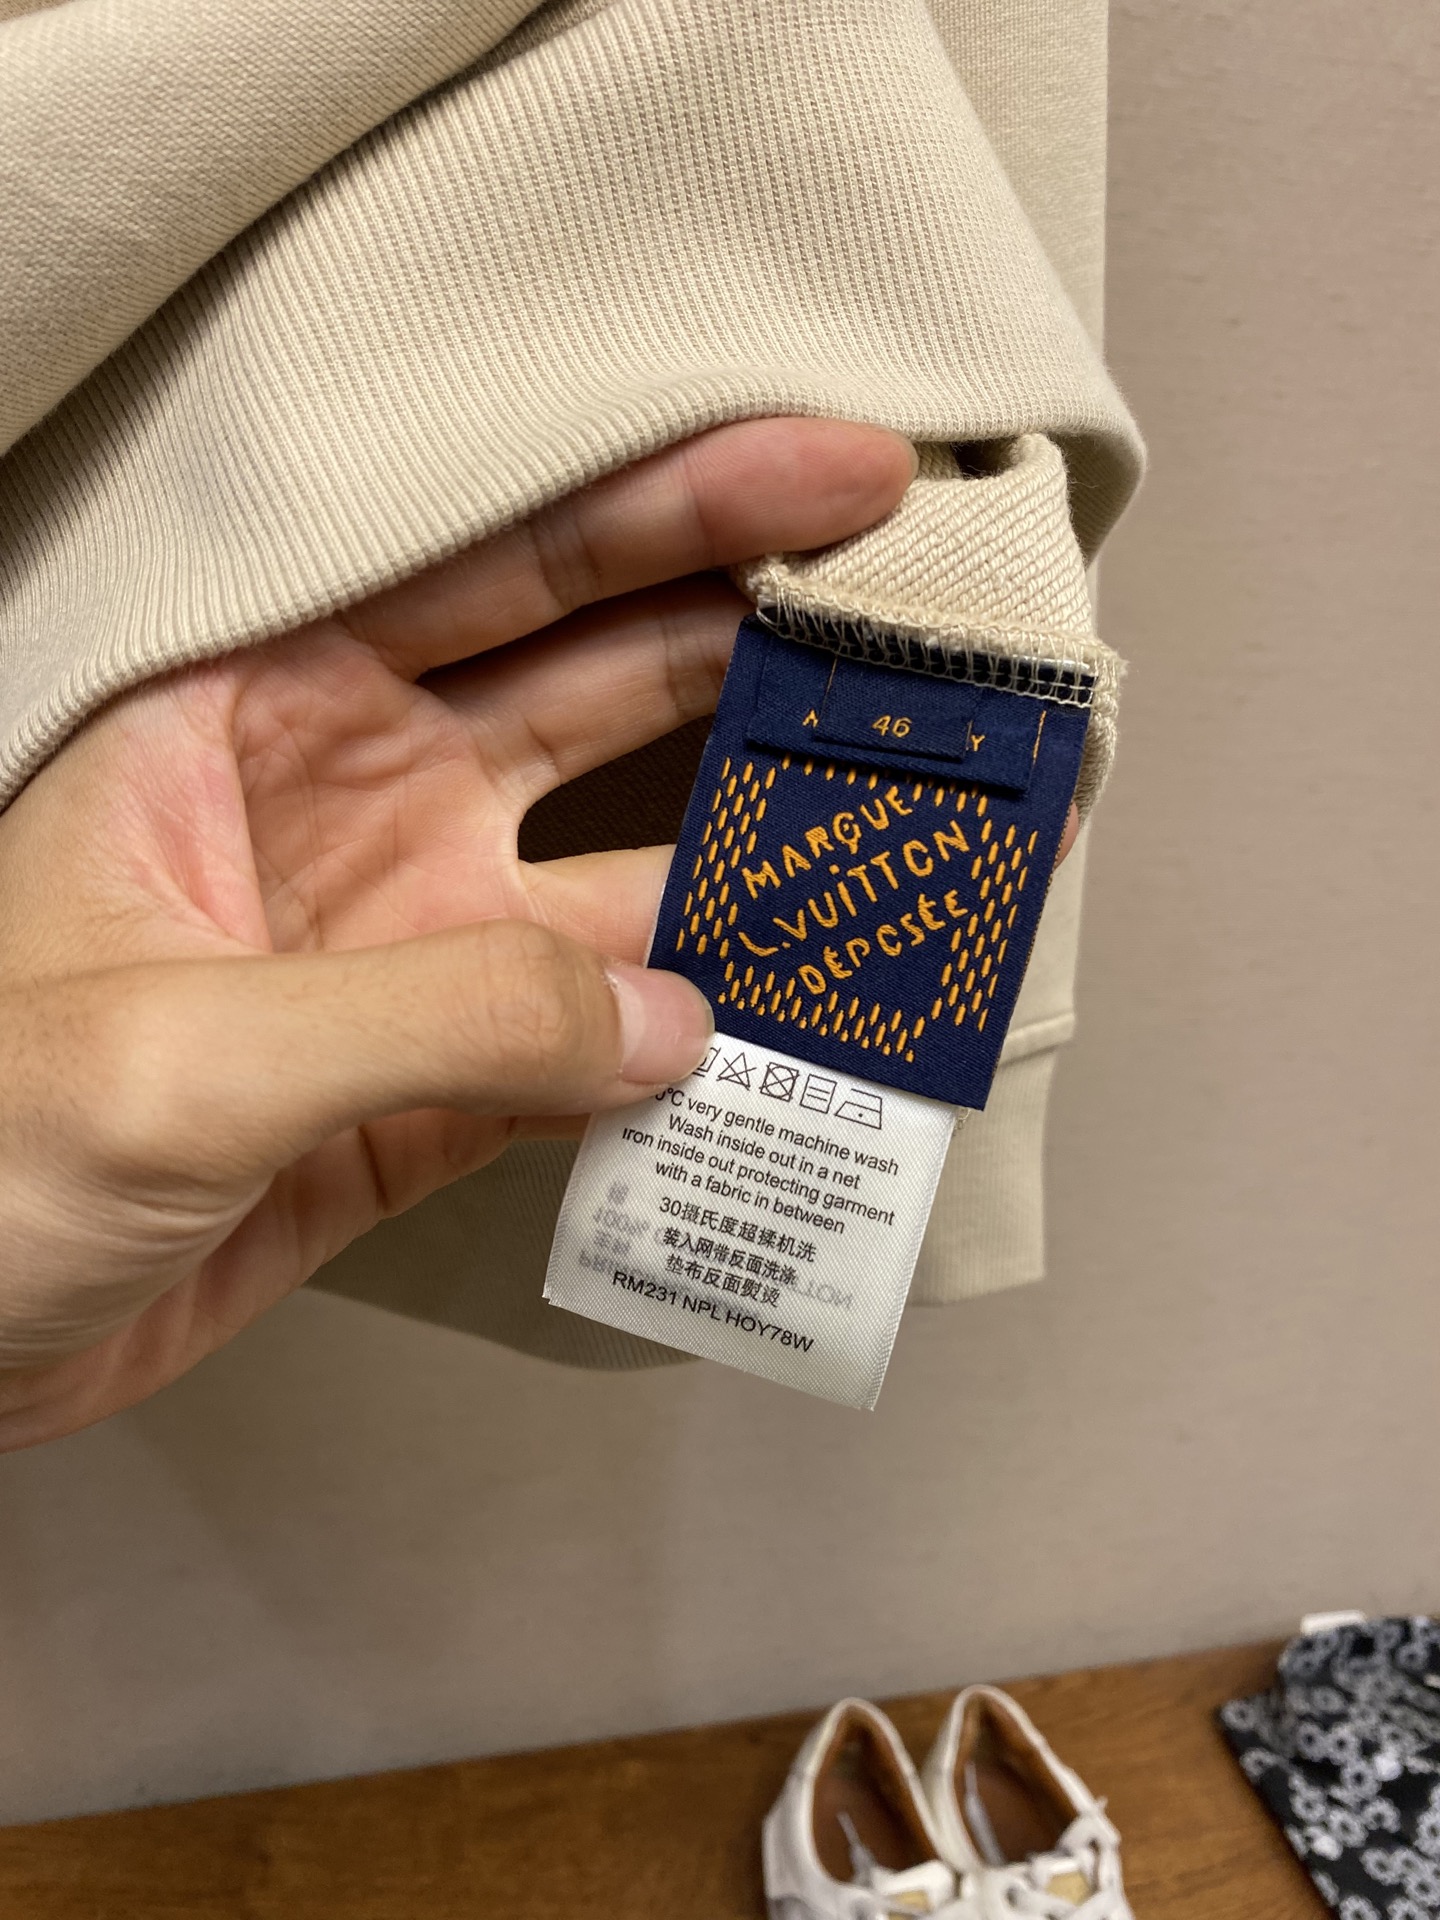 46
Y
MARQUE
L.VUITTON
DÉPOSÉE
0°C very gentle machine wash
Wash inside out in a net
Iron inside out protecting garment
with a fabric in between
30摄氏度超揉机洗
装入网带反面洗涤
垫布反面熨烫
RM231 NPL HOY78W